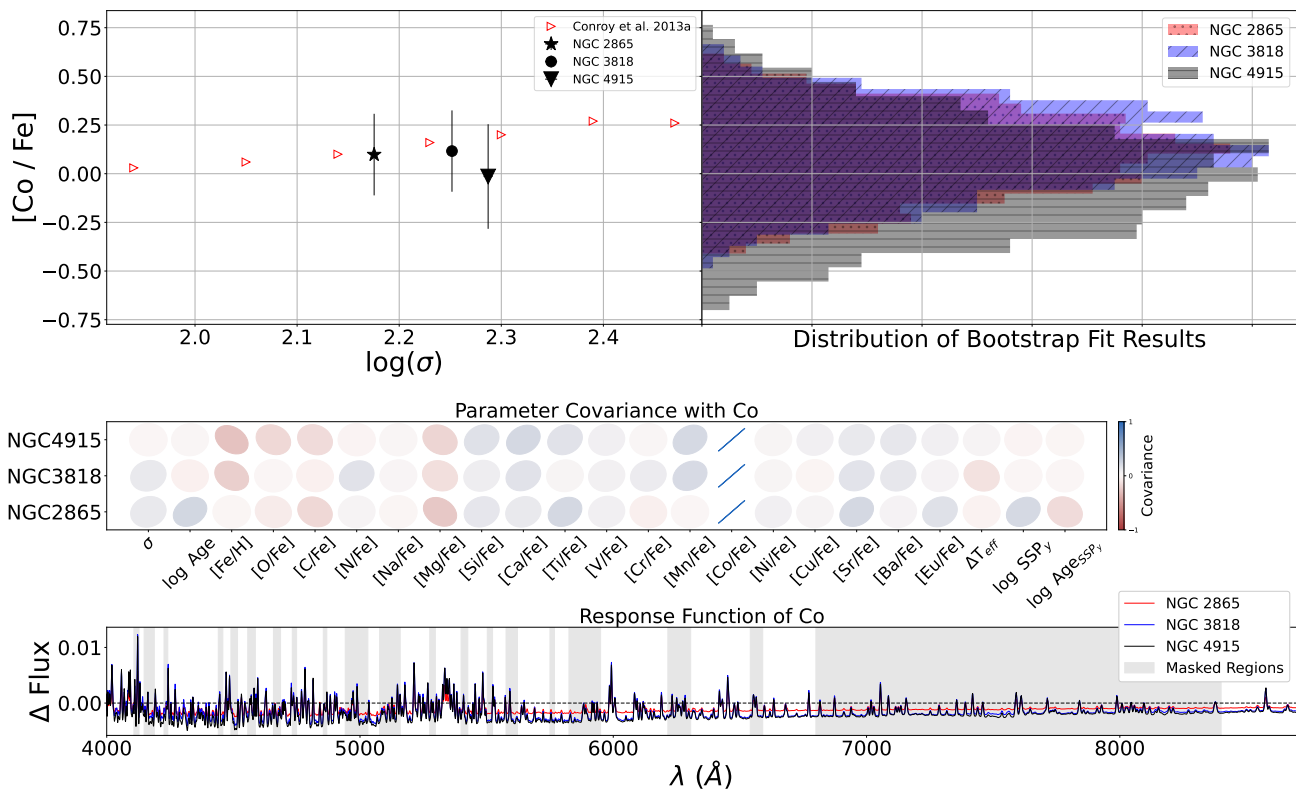 0.75
0.50
0.25
0.00
−0.25
−0.50
−0.75
[Co / Fe]
Conroy et al. 2013a
NGC 2865
NGC 3818
NGC 4915
2.0
2.1
2.2
2.3
2.4
log(σ)
NGC 2865
NGC 3818
NGC 4915
Distribution of Bootstrap Fit Results
Parameter Covariance with Co
NGC4915
NGC3818
NGC2865
1
0
−1
Covariance
σ
log Age
[Fe/H]
[O/Fe]
[C/Fe]
[N/Fe]
[Na/Fe]
[Mg/Fe]
[Si/Fe]
[Ca/Fe]
[Ti/Fe]
[V/Fe]
[Cr/Fe]
[Mn/Fe]
[Co/Fe]
[Ni/Fe]
[Cu/Fe]
[Sr/Fe]
[Ba/Fe]
[Eu/Fe]
ΔT_eff
log SSP_y
log Age_SSP_y
Response Function of Co
NGC 2865
NGC 3818
NGC 4915
Masked Regions
0.01
0.00
Δ Flux
4000
5000
6000
7000
8000
λ (Å)